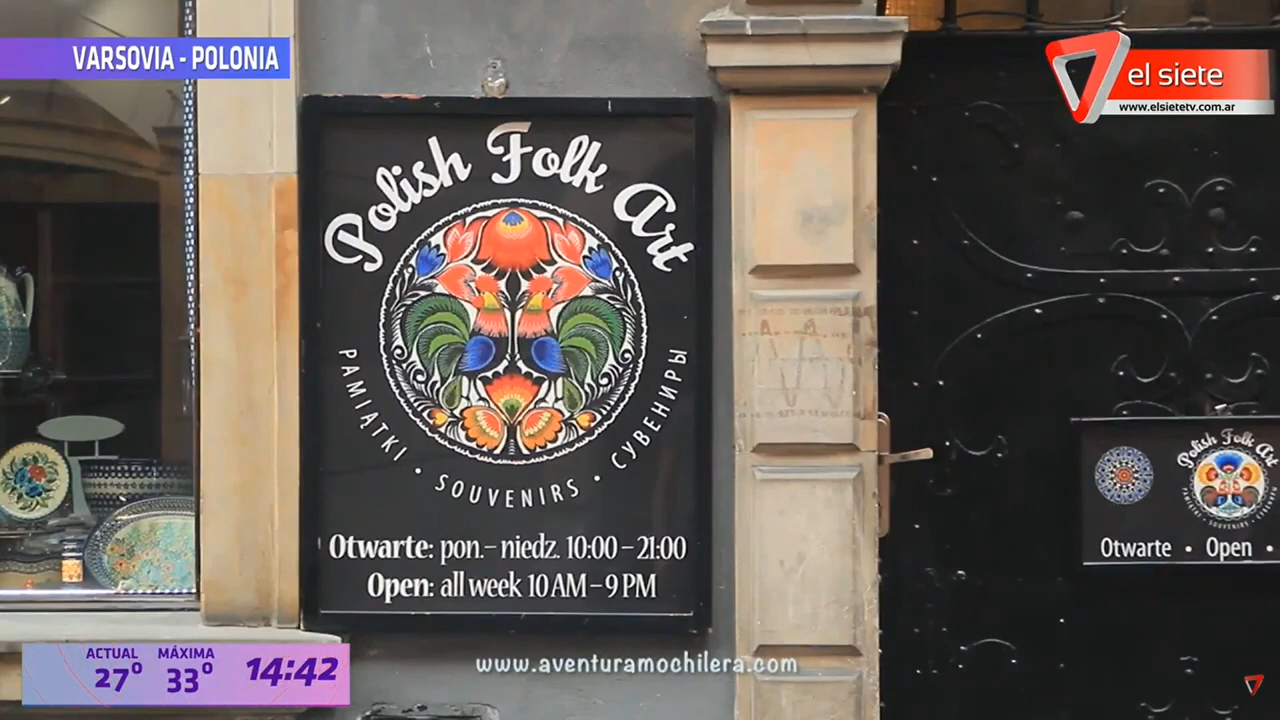 VARSOVIA - POLONIA
el siete
www.elsietetv.com.ar
Polish Folk Art
PAMIĄTKI • SOUVENIRS • СУВЕНИРЫ
Otwarte: pon.– niedz. 10:00 – 21:00
Open: all week 10 AM – 9 PM
Polish Folk Art
Otwarte • Open •
www.aventuramochilera.com
ACTUAL MÁXIMA
27° 33° 14:42